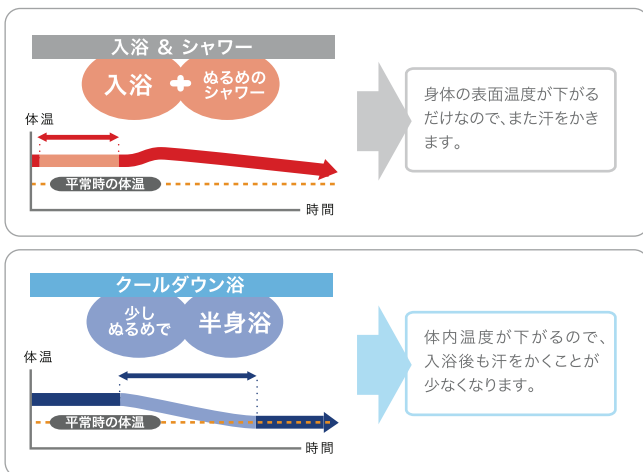 入浴 & シャワー
入浴 + ぬるめの
シャワー
体温
平常時の体温
時間
身体の表面温度が下がる
だけなので、また汗をかき
ます。
クールダウン浴
少し
ぬるめで
半身浴
体温
平常時の体温
時間
体内温度が下がるので、
入浴後も汗をかくことが
少なくなります。